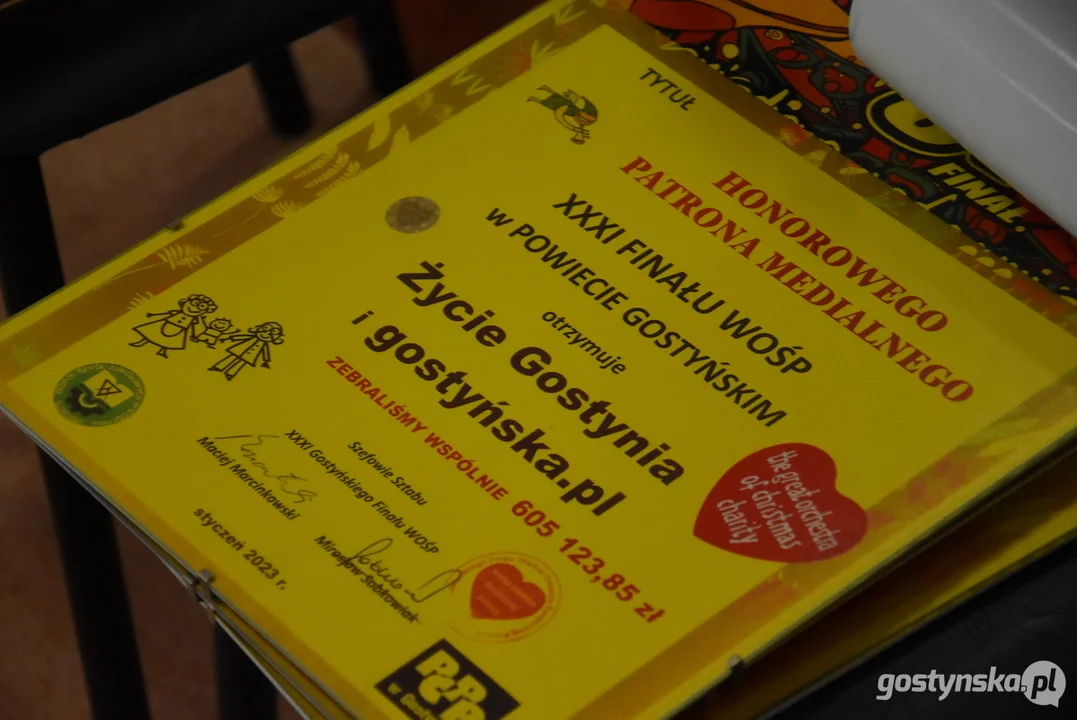 TYTUŁ
HONOROWEGO
PATRONA MEDIALNEGO
XXXI FINAŁU WOŚP
W POWIECIE GOSTYŃSKIM
otrzymuje
Życie Gostynia
i gostyńska.pl
ZEBRALIŚMY WSPÓLNIE 605 123,85 zł
Szefowie Sztabu
XXXI Gostyńskiego Finału WOŚP
Maciej Marcinkowski
Mirosław Sobkowiak
styczeń 2023 r.
the great orchestra
of christmas
charity
FINAŁ
gostynska.pl